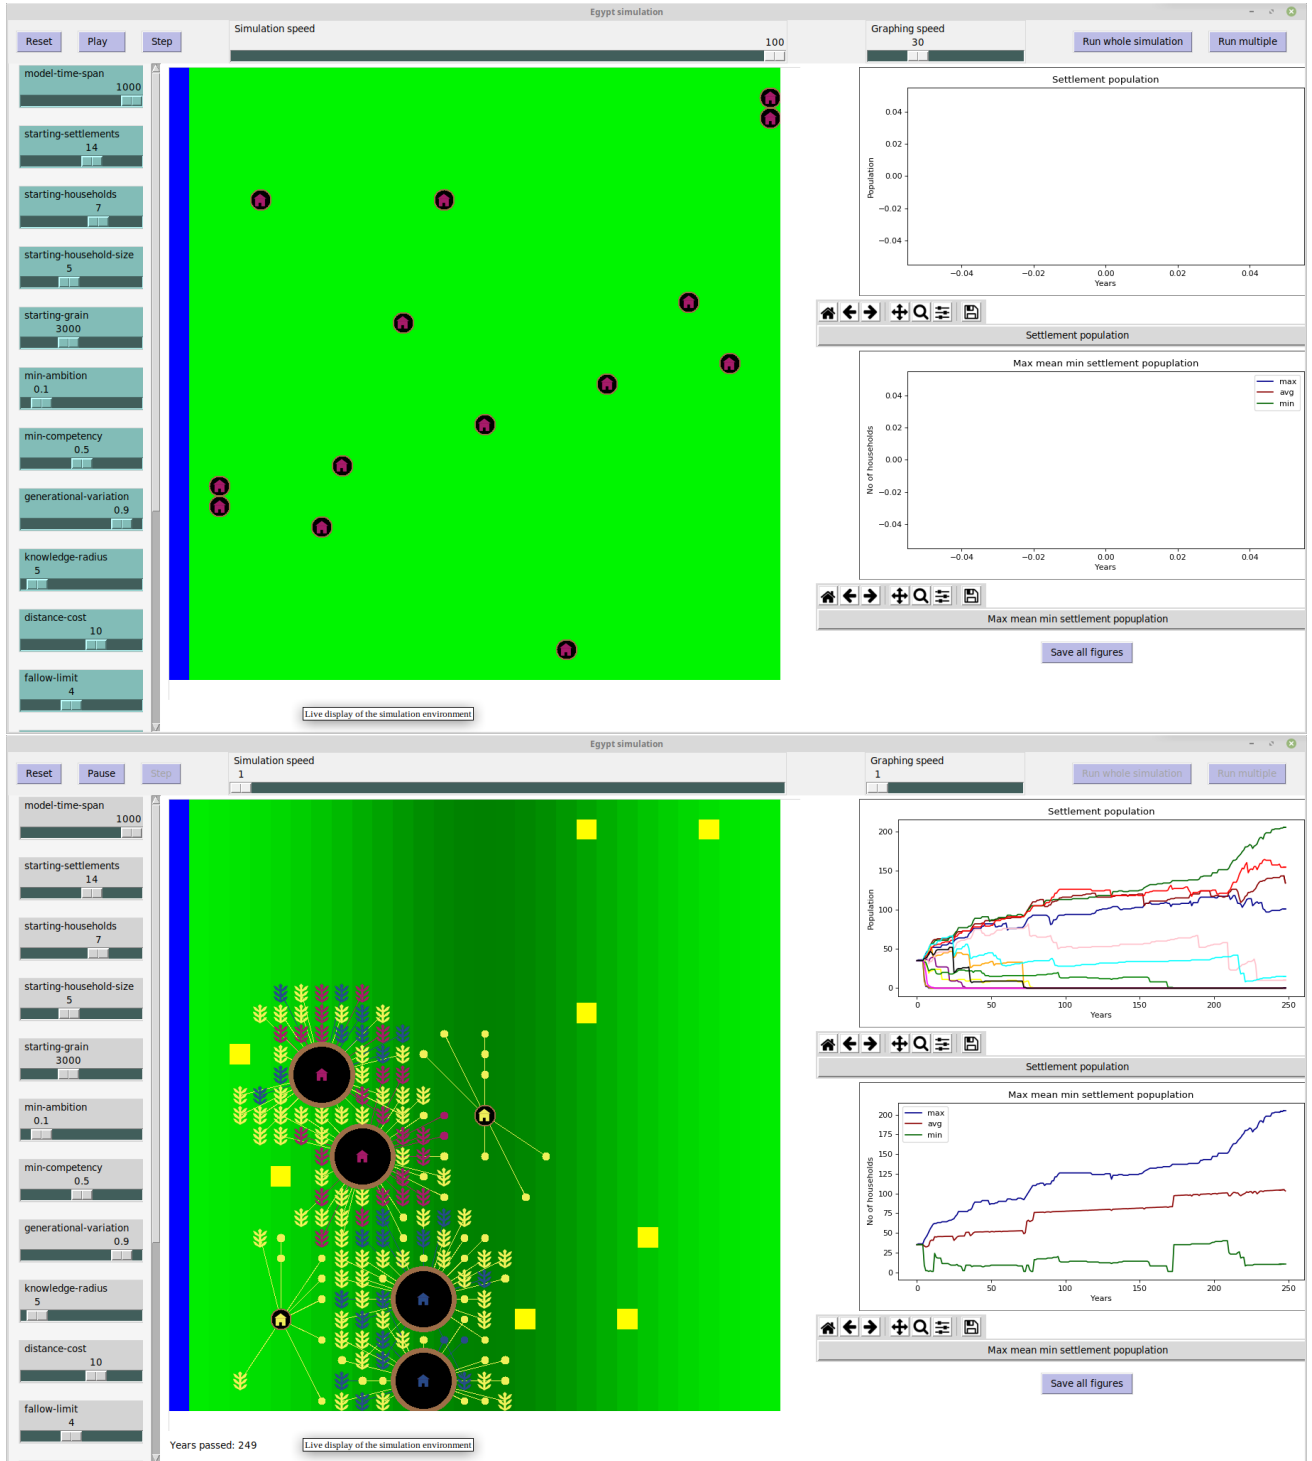 Egypt simulation
Reset Play Step
Simulation speed
100
Graphing speed
30
Run whole simulation Run multiple
model-time-span
1000
starting-settlements
14
starting-households
7
starting-household-size
5
starting-grain
3000
min-ambition
0.1
min-competency
0.5
generational-variation
0.9
knowledge-radius
5
distance-cost
10
fallow-limit
4
Live display of the simulation environment
Settlement population
Population
0.04
0.02
0.00
−0.02
−0.04
−0.04 −0.02 0.00 0.02 0.04
Years
Settlement population
Max mean min settlement popupulation
max
avg
min
No of households
0.04
0.02
0.00
−0.02
−0.04
−0.04 −0.02 0.00 0.02 0.04
Years
Max mean min settlement popupulation
Save all figures
Egypt simulation
Reset Pause Step
Simulation speed
1
Graphing speed
1
Run whole simulation Run multiple
model-time-span
1000
starting-settlements
14
starting-households
7
starting-household-size
5
starting-grain
3000
min-ambition
0.1
min-competency
0.5
generational-variation
0.9
knowledge-radius
5
distance-cost
10
fallow-limit
4
Years passed: 249
Live display of the simulation environment
Settlement population
Population
200
150
100
50
0
0 50 100 150 200 250
Years
Settlement population
Max mean min settlement popupulation
max
avg
min
No of households
200
175
150
125
100
75
50
25
0
0 50 100 150 200 250
Years
Max mean min settlement popupulation
Save all figures